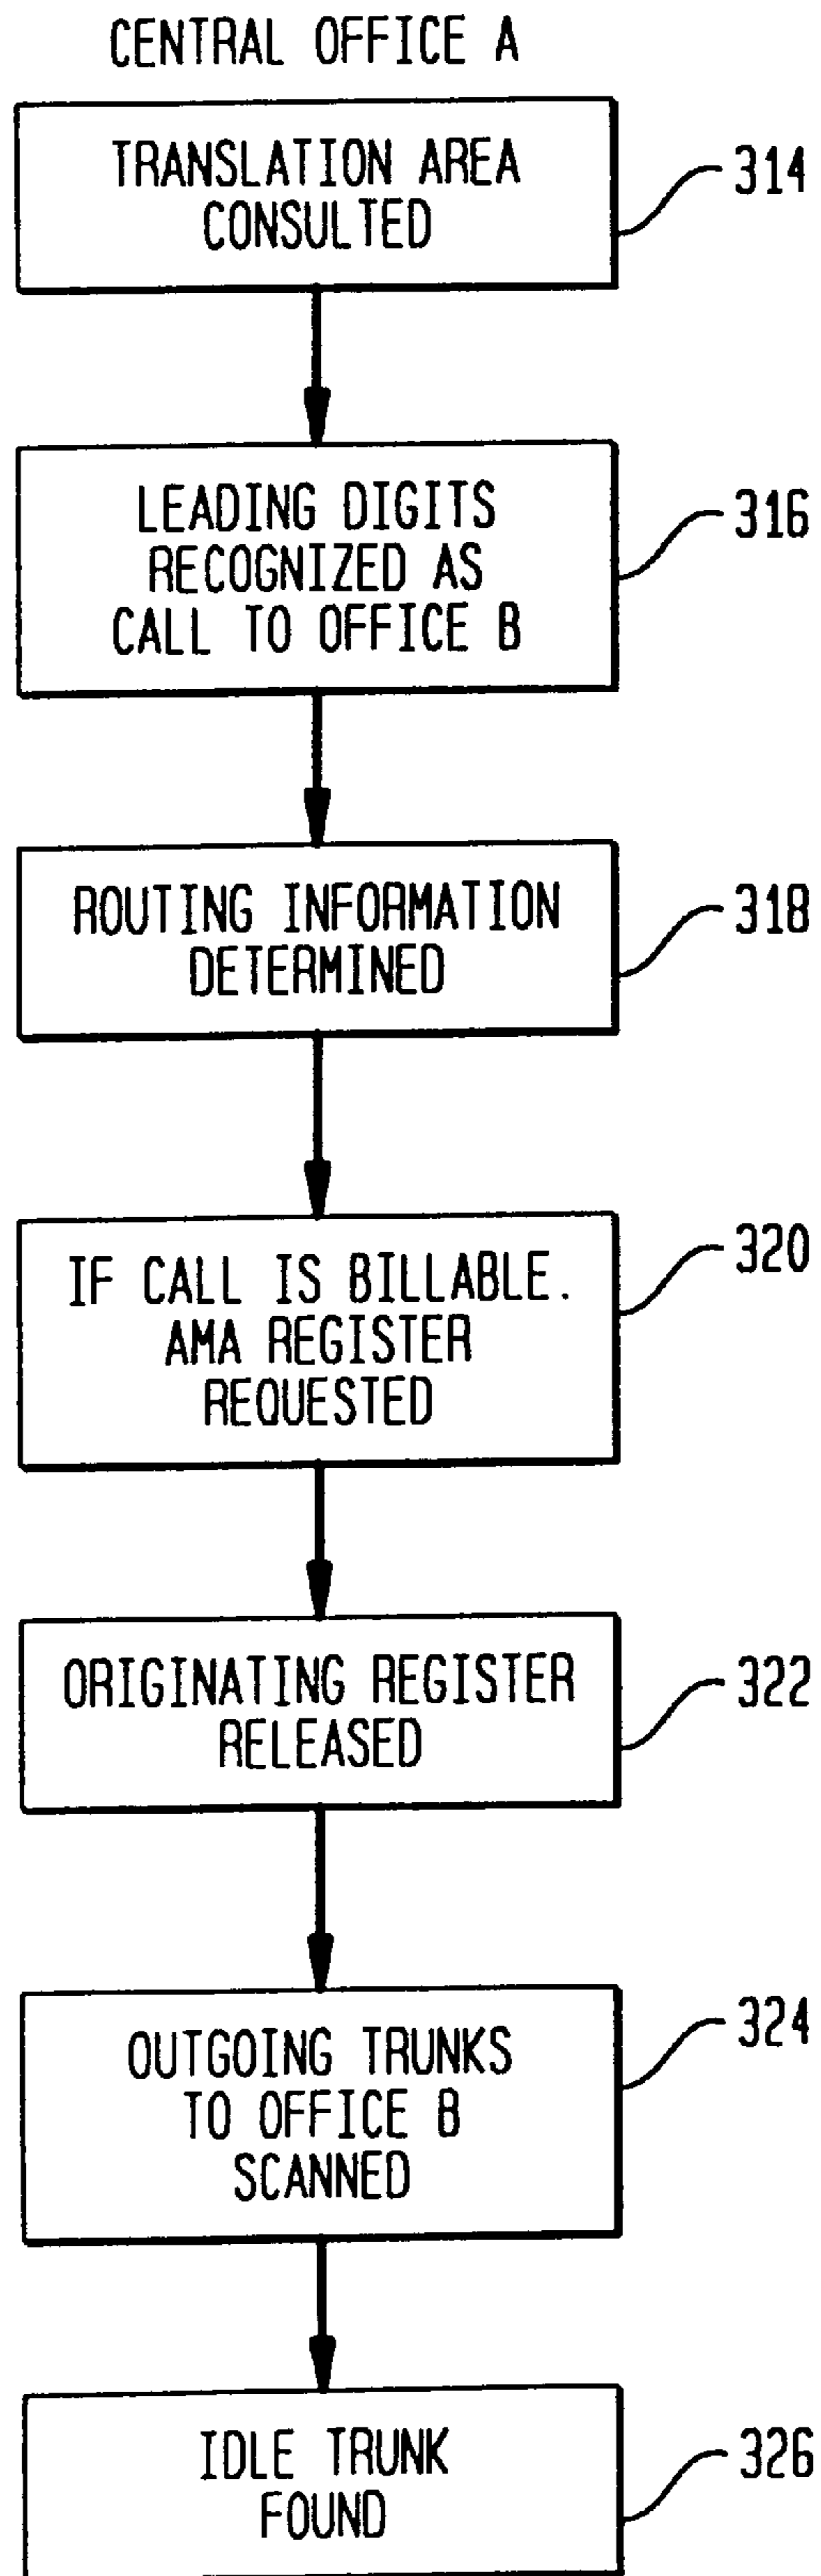 CENTRAL OFFICE A
TRANSLATION AREA
CONSULTED
314
LEADING DIGITS
RECOGNIZED AS
CALL TO OFFICE B
316
ROUTING INFORMATION
DETERMINED
318
IF CALL IS BILLABLE.
AMA REGISTER
REQUESTED
320
ORIGINATING REGISTER
RELEASED
322
OUTGOING TRUNKS
TO OFFICE B
SCANNED
324
IDLE TRUNK
FOUND
326